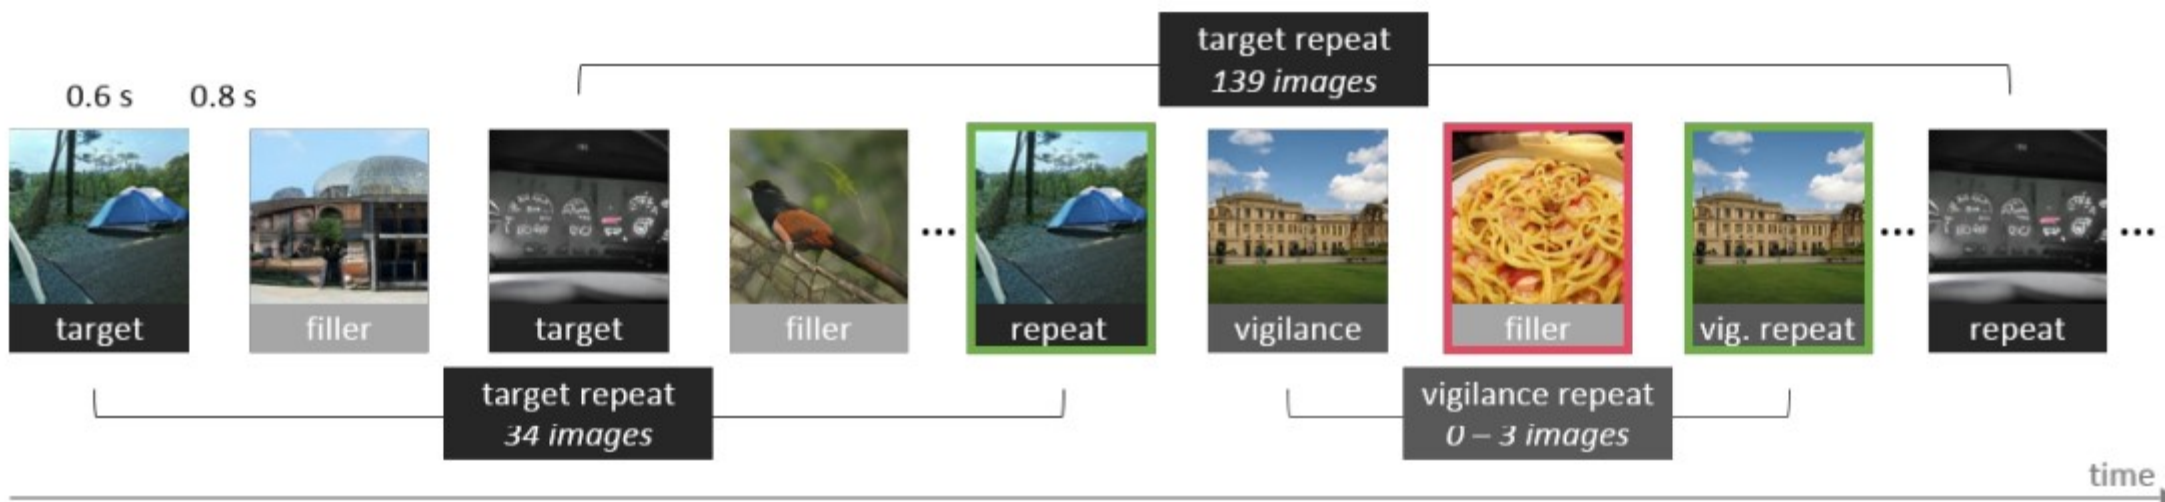 target repeat
139 images
0.6 s
0.8 s
target
filler
target
filler
...
repeat
vigilance
filler
vig. repeat
...
repeat
...
target repeat
34 images
vigilance repeat
0 – 3 images
time